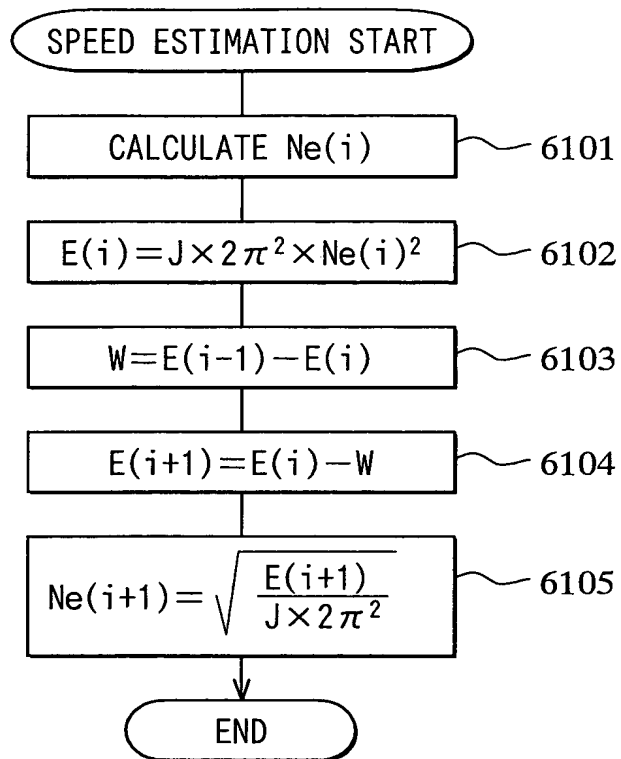 SPEED ESTIMATION START
CALCULATE Ne(i)
6101
E(i)=J×2π²×Ne(i)²
6102
W=E(i-1)-E(i)
6103
E(i+1)=E(i)-W
6104
Ne(i+1)=√(E(i+1)/(J×2π²))
6105
END